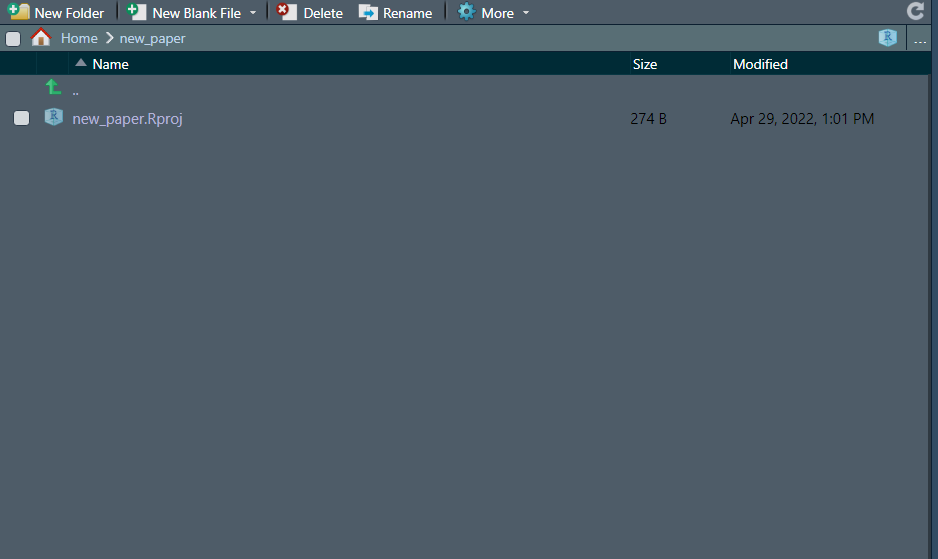 New Folder New Blank File Delete Rename More
Home new_paper ...
Name Size Modified
..
new_paper.Rproj 274 B Apr 29, 2022, 1:01 PM